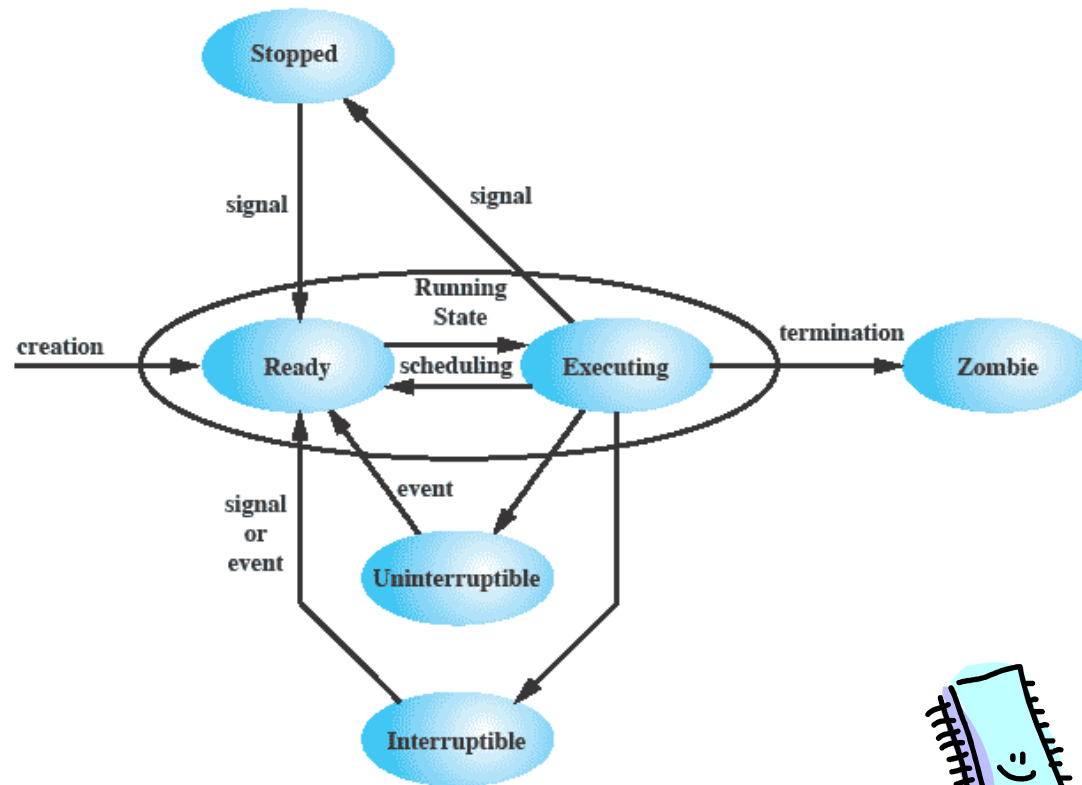 Stopped
signal
signal
Running
State
creation
termination
Ready
scheduling
Executing
Zombie
event
signal
or
event
Uninterruptible
Interruptible